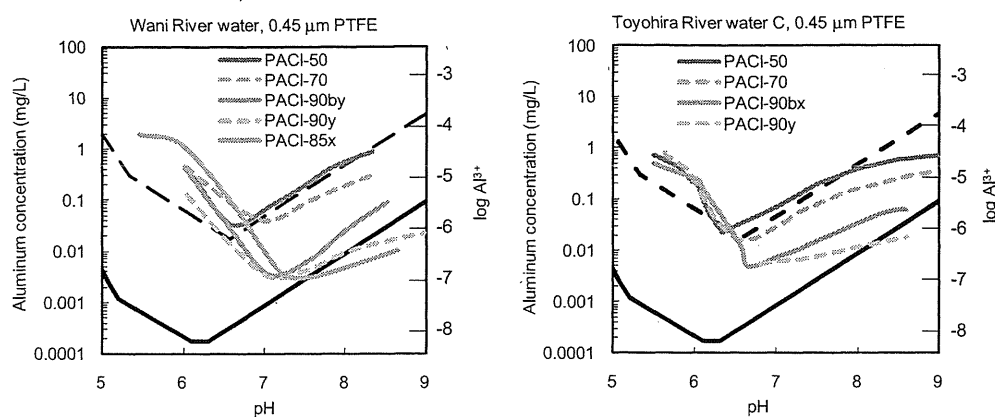 Wani River water, 0.45 μm PTFE
100
10
1
0.1
0.01
0.001
0.0001
Aluminum concentration (mg/L)
PACl-50
PACl-70
PACl-90by
PACl-90y
PACl-85x
-3
-4
-5
-6
-7
-8
log Al³⁺
5
6
7
8
9
pH
Toyohira River water C, 0.45 μm PTFE
100
10
1
0.1
0.01
0.001
0.0001
Aluminum concentration (mg/L)
PACl-50
PACl-70
PACl-90bx
PACl-90y
-3
-4
-5
-6
-7
-8
log Al³⁺
5
6
7
8
9
pH